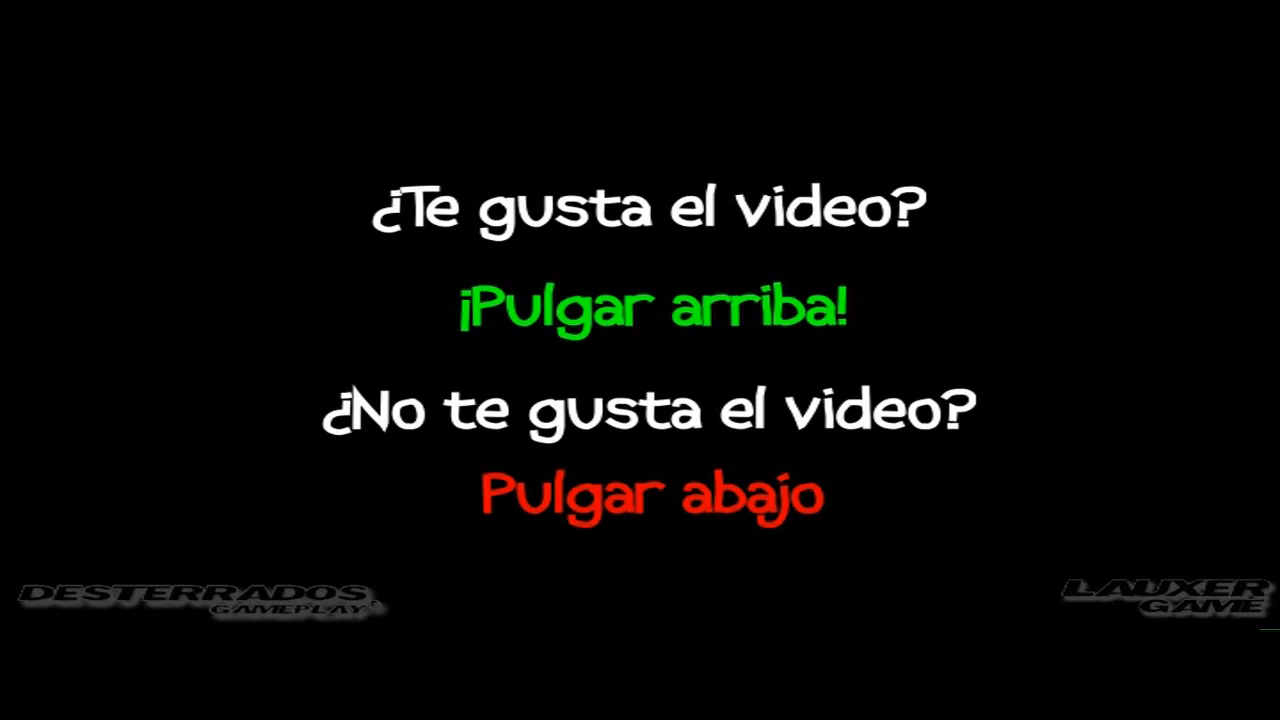 ¿Te gusta el video?
¡Pulgar arriba!
¿No te gusta el video?
Pulgar abajo
DESTERRADOS
GAMEPLAY
LAUXER
GAME